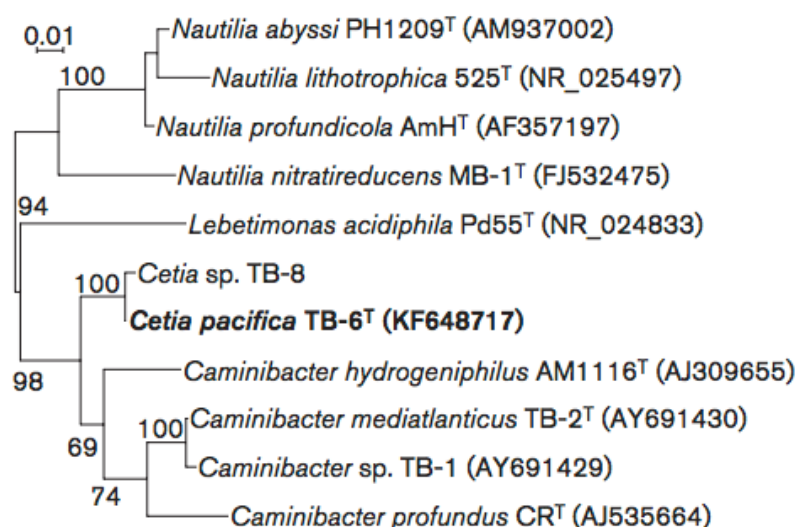 0.01
Nautilia abyssi PH1209ᵀ (AM937002)
100
Nautilia lithotrophica 525ᵀ (NR_025497)
Nautilia profundicola AmHᵀ (AF357197)
Nautilia nitratireducens MB-1ᵀ (FJ532475)
94
Lebetimonas acidiphila Pd55ᵀ (NR_024833)
100
Cetia sp. TB-8
Cetia pacifica TB-6ᵀ (KF648717)
98
Caminibacter hydrogeniphilus AM1116ᵀ (AJ309655)
69
100
Caminibacter mediatlanticus TB-2ᵀ (AY691430)
Caminibacter sp. TB-1 (AY691429)
74
Caminibacter profundus CRᵀ (AJ535664)